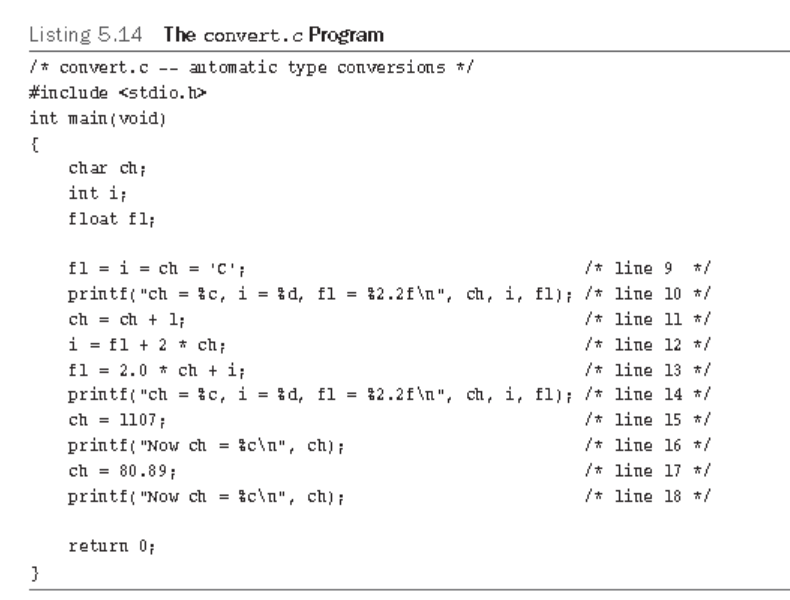 Listing 5.14 The convert.c Program
/* convert.c -- automatic type conversions */
#include <stdio.h>
int main(void)
{
    char ch;
    int i;
    float fl;

    fl = i = ch = 'C';                                  /* line 9  */
    printf("ch = %c, i = %d, fl = %2.2f\n", ch, i, fl); /* line 10 */
    ch = ch + 1;                                        /* line 11 */
    i = fl + 2 * ch;                                    /* line 12 */
    fl = 2.0 * ch + i;                                  /* line 13 */
    printf("ch = %c, i = %d, fl = %2.2f\n", ch, i, fl); /* line 14 */
    ch = 1107;                                          /* line 15 */
    printf("Now ch = %c\n", ch);                        /* line 16 */
    ch = 80.89;                                         /* line 17 */
    printf("Now ch = %c\n", ch);                        /* line 18 */

    return 0;
}